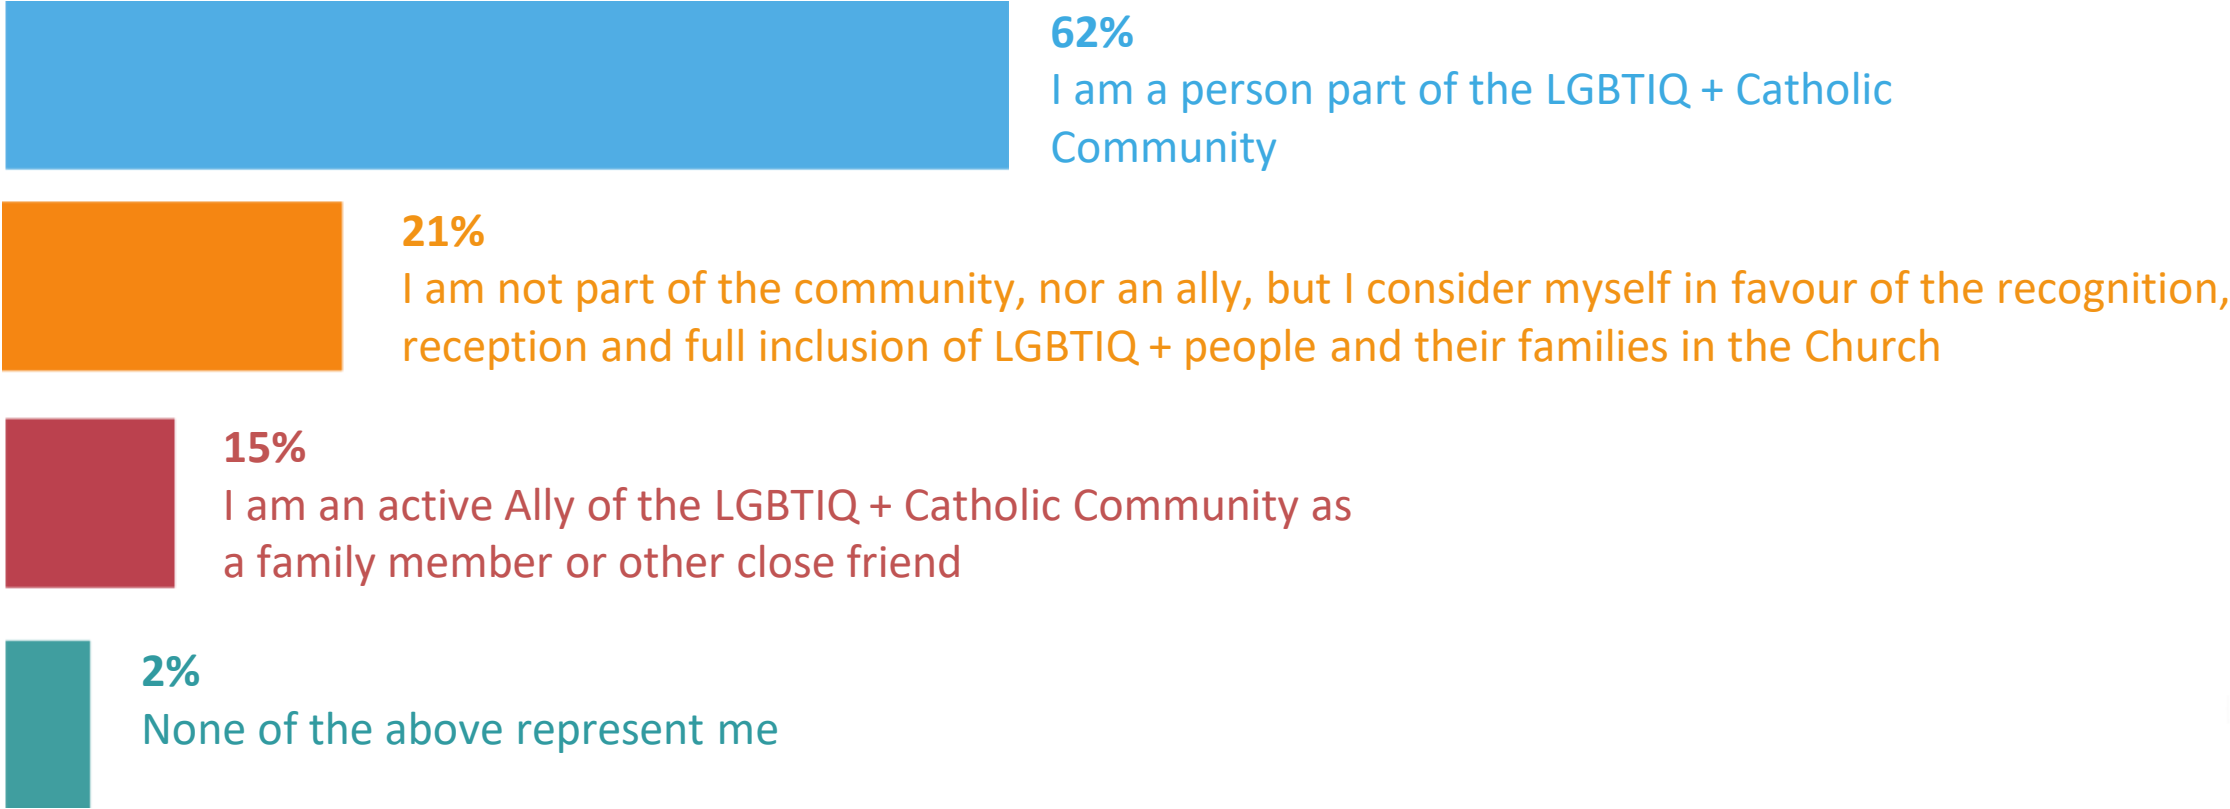 62%
I am a person part of the LGBTIQ + Catholic
Community
21%
I am not part of the community, nor an ally, but I consider myself in favour of the recognition,
reception and full inclusion of LGBTIQ + people and their families in the Church
15%
I am an active Ally of the LGBTIQ + Catholic Community as
a family member or other close friend
2%
None of the above represent me